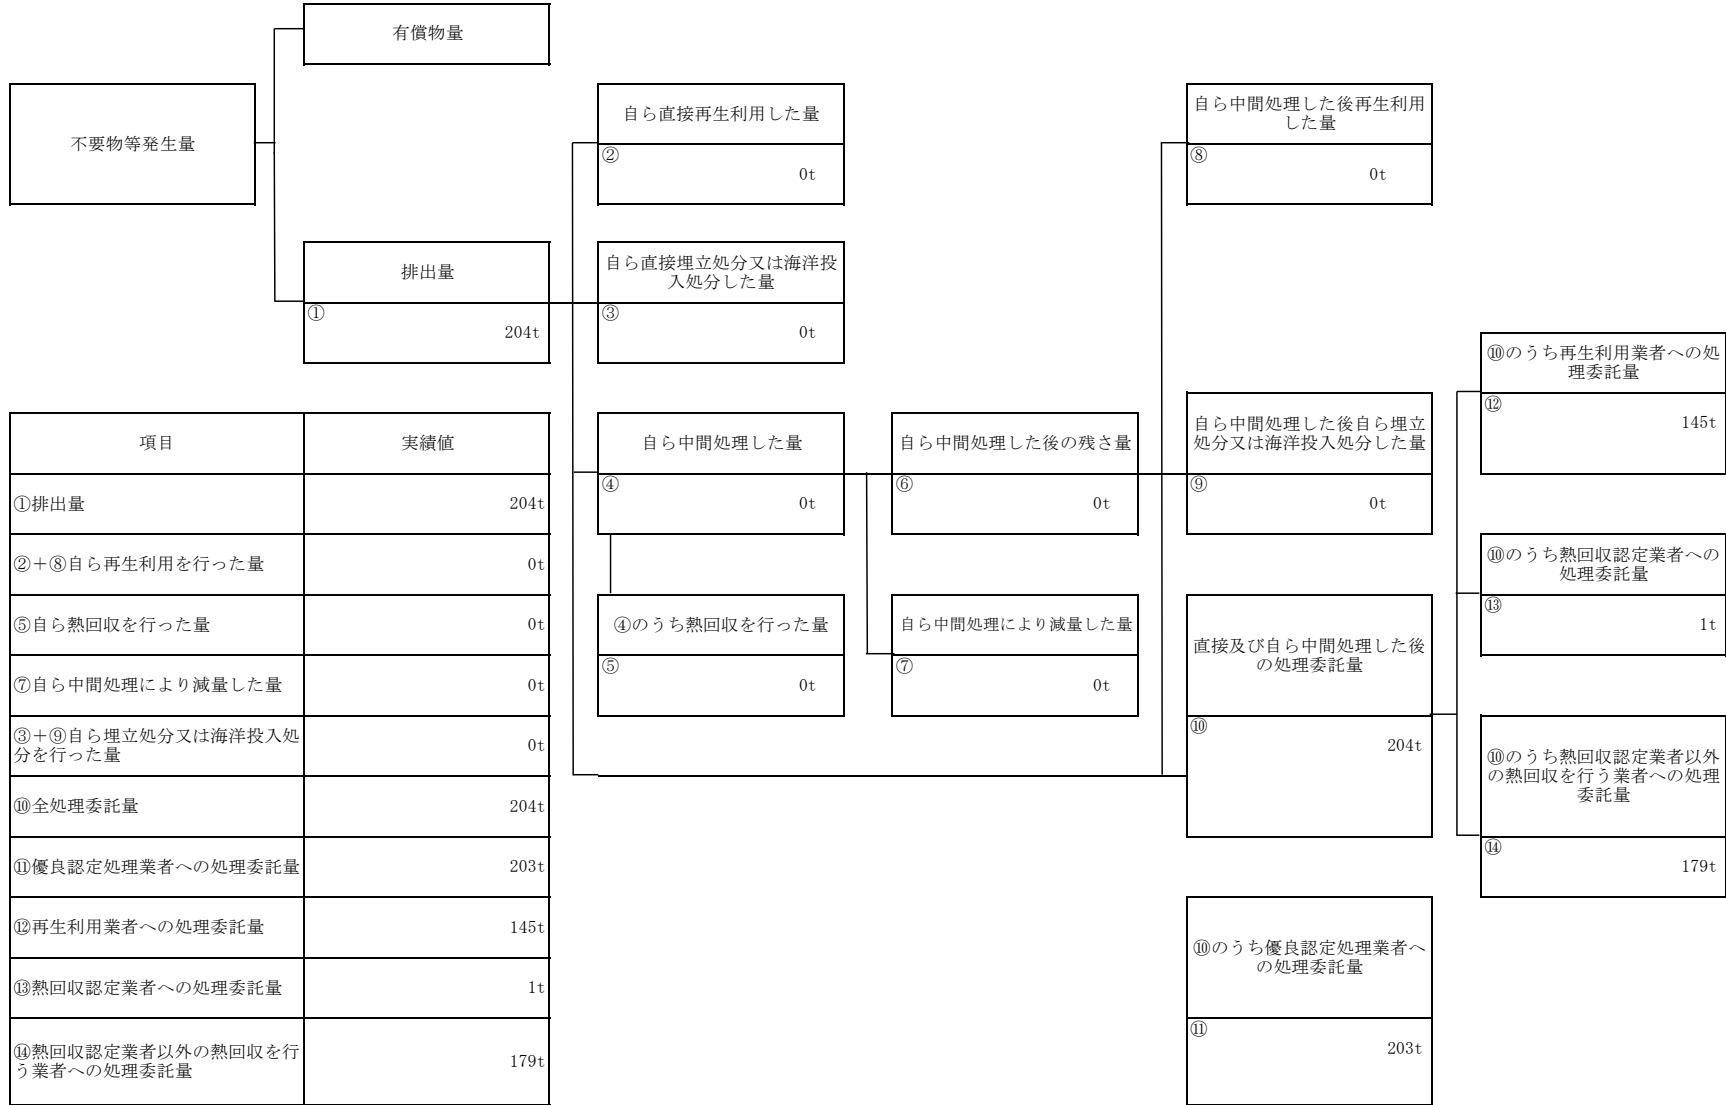 有償物量
不要物等発生量
排出量
①
204t
自ら直接再生利用した量
②
0t
自ら直接埋立処分又は海洋投
入処分した量
③
0t
自ら中間処理した量
④
0t
④のうち熱回収を行った量
⑤
0t
自ら中間処理した後の残さ量
⑥
0t
自ら中間処理により減量した量
⑦
0t
自ら中間処理した後再生利用
した量
⑧
0t
自ら中間処理した後自ら埋立
処分又は海洋投入処分した量
⑨
0t
直接及び自ら中間処理した後
の処理委託量
⑩
204t
⑩のうち優良認定処理業者へ
の処理委託量
⑪
203t
⑩のうち再生利用業者への処
理委託量
⑫
145t
⑩のうち熱回収認定業者への
処理委託量
⑬
1t
⑩のうち熱回収認定業者以外
の熱回収を行う業者への処理
委託量
⑭
179t
項目 実績値
①排出量 204t
②+⑧自ら再生利用を行った量 0t
⑤自ら熱回収を行った量 0t
⑦自ら中間処理により減量した量 0t
③+⑨自ら埋立処分又は海洋投入処
分を行った量 0t
⑩全処理委託量 204t
⑪優良認定処理業者への処理委託量 203t
⑫再生利用業者への処理委託量 145t
⑬熱回収認定業者への処理委託量 1t
⑭熱回収認定業者以外の熱回収を行
う業者への処理委託量 179t